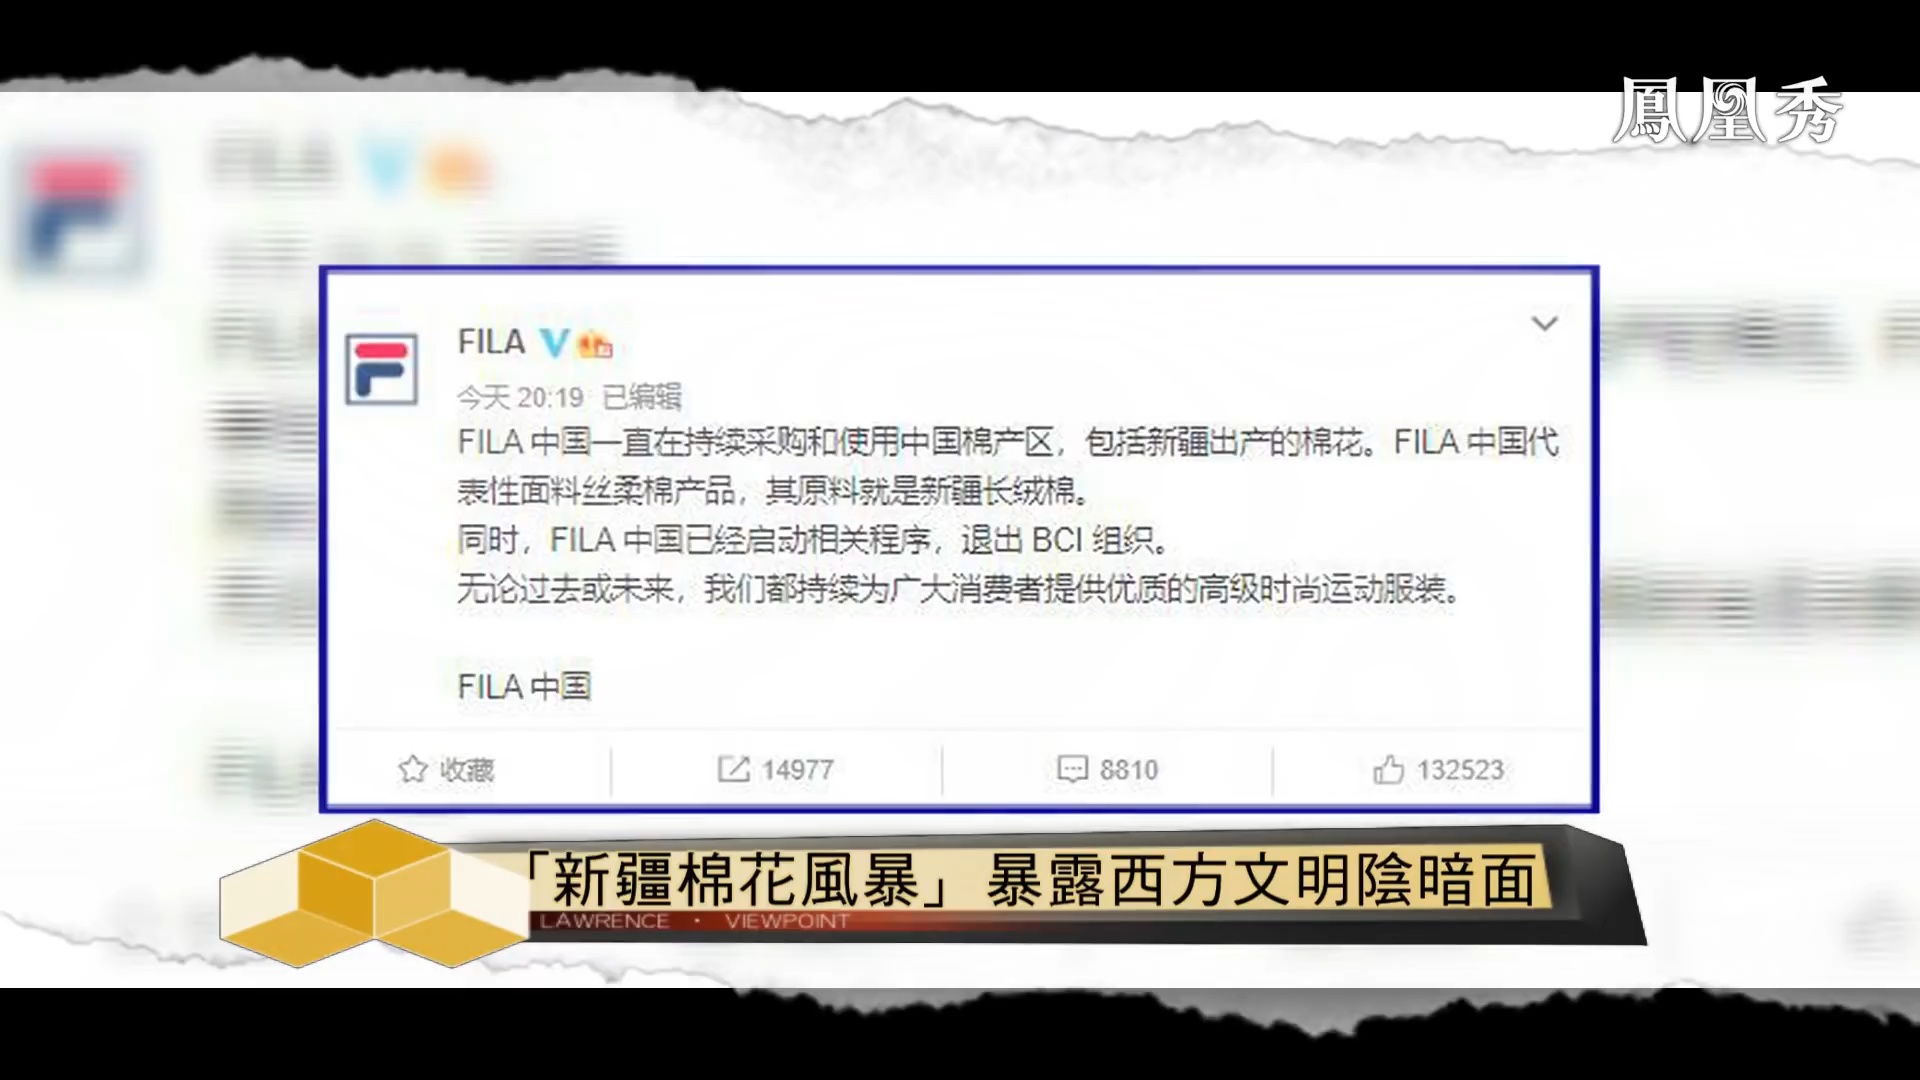 鳳凰秀
FILA
今天 20:19 已编辑
FILA 中国一直在持续采购和使用中国棉产区，包括新疆出产的棉花。FILA 中国代
表性面料丝柔棉产品，其原料就是新疆长绒棉。
同时，FILA 中国已经启动相关程序，退出 BCI 组织。
无论过去或未来，我们都持续为广大消费者提供优质的高级时尚运动服装。
FILA 中国
收藏 14977 8810 132523
「新疆棉花風暴」暴露西方文明陰暗面
LAWRENCE · VIEWPOINT